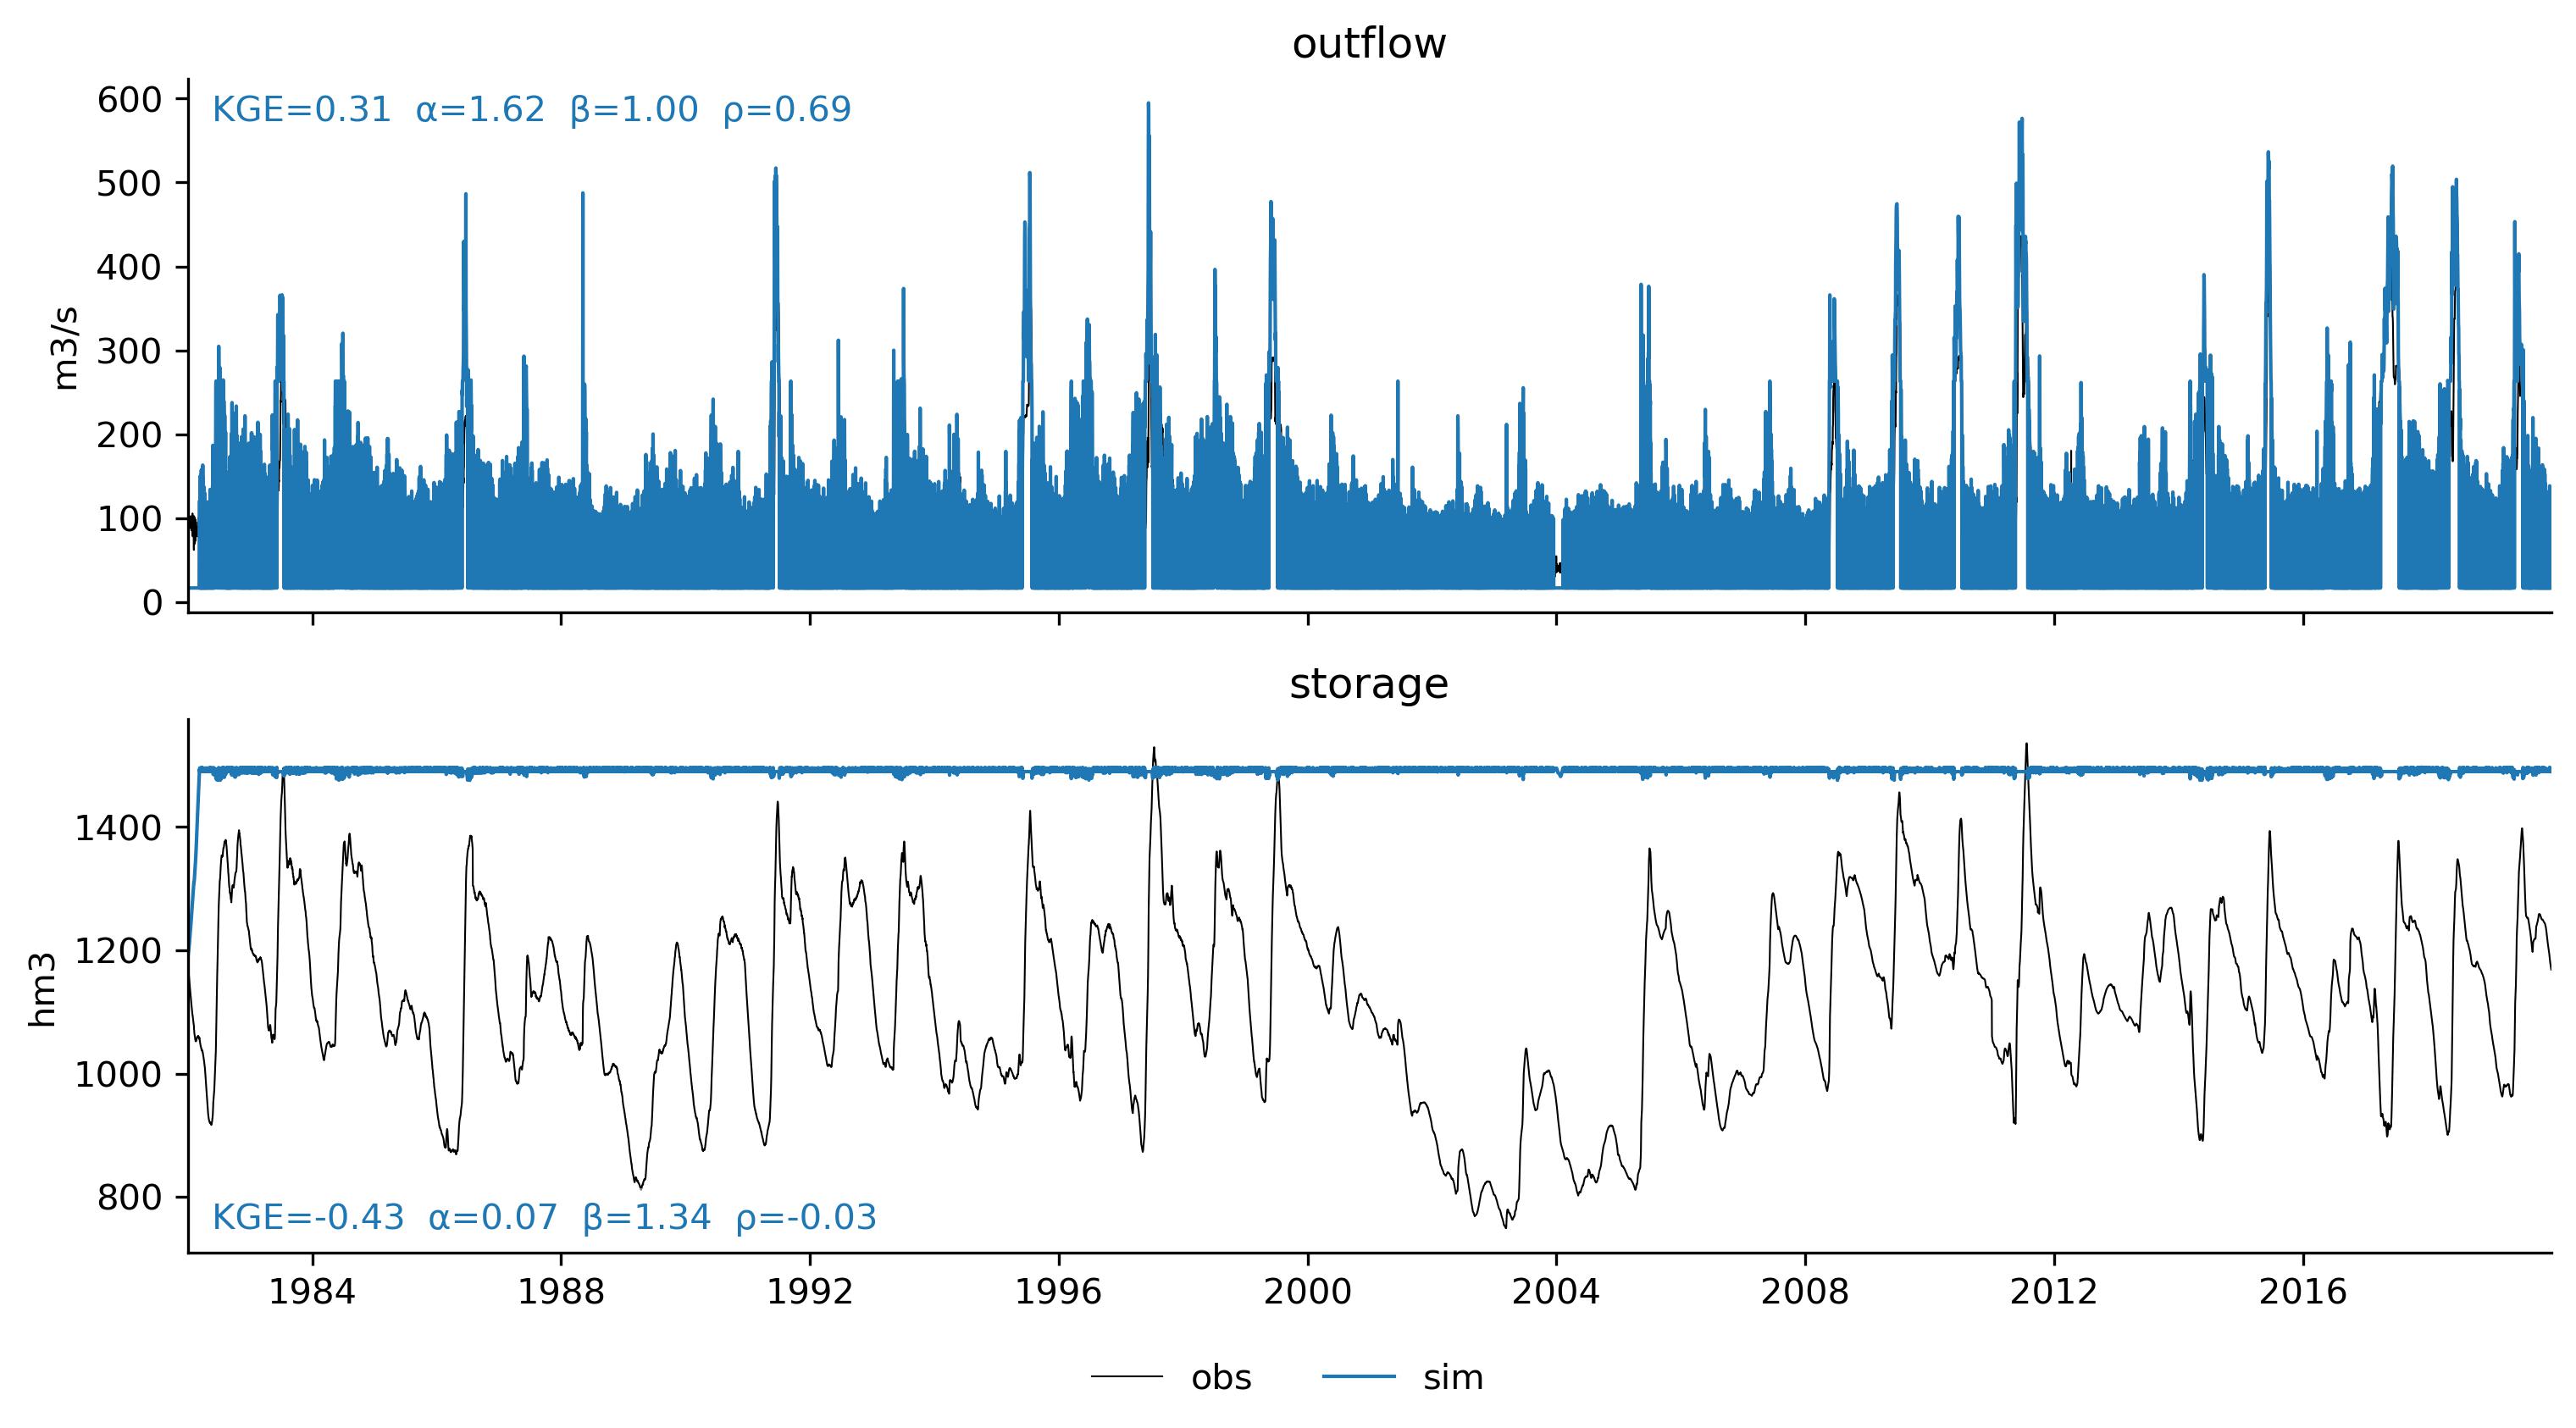 outflow
600
KGE=0.31 α=1.62 β=1.00 ρ=0.69
500
400
300
200
100
0
m3/s
storage
1400
1200
1000
800
hm3
KGE=-0.43 α=0.07 β=1.34 ρ=-0.03
1984 1988 1992 1996 2000 2004 2008 2012 2016
obs sim